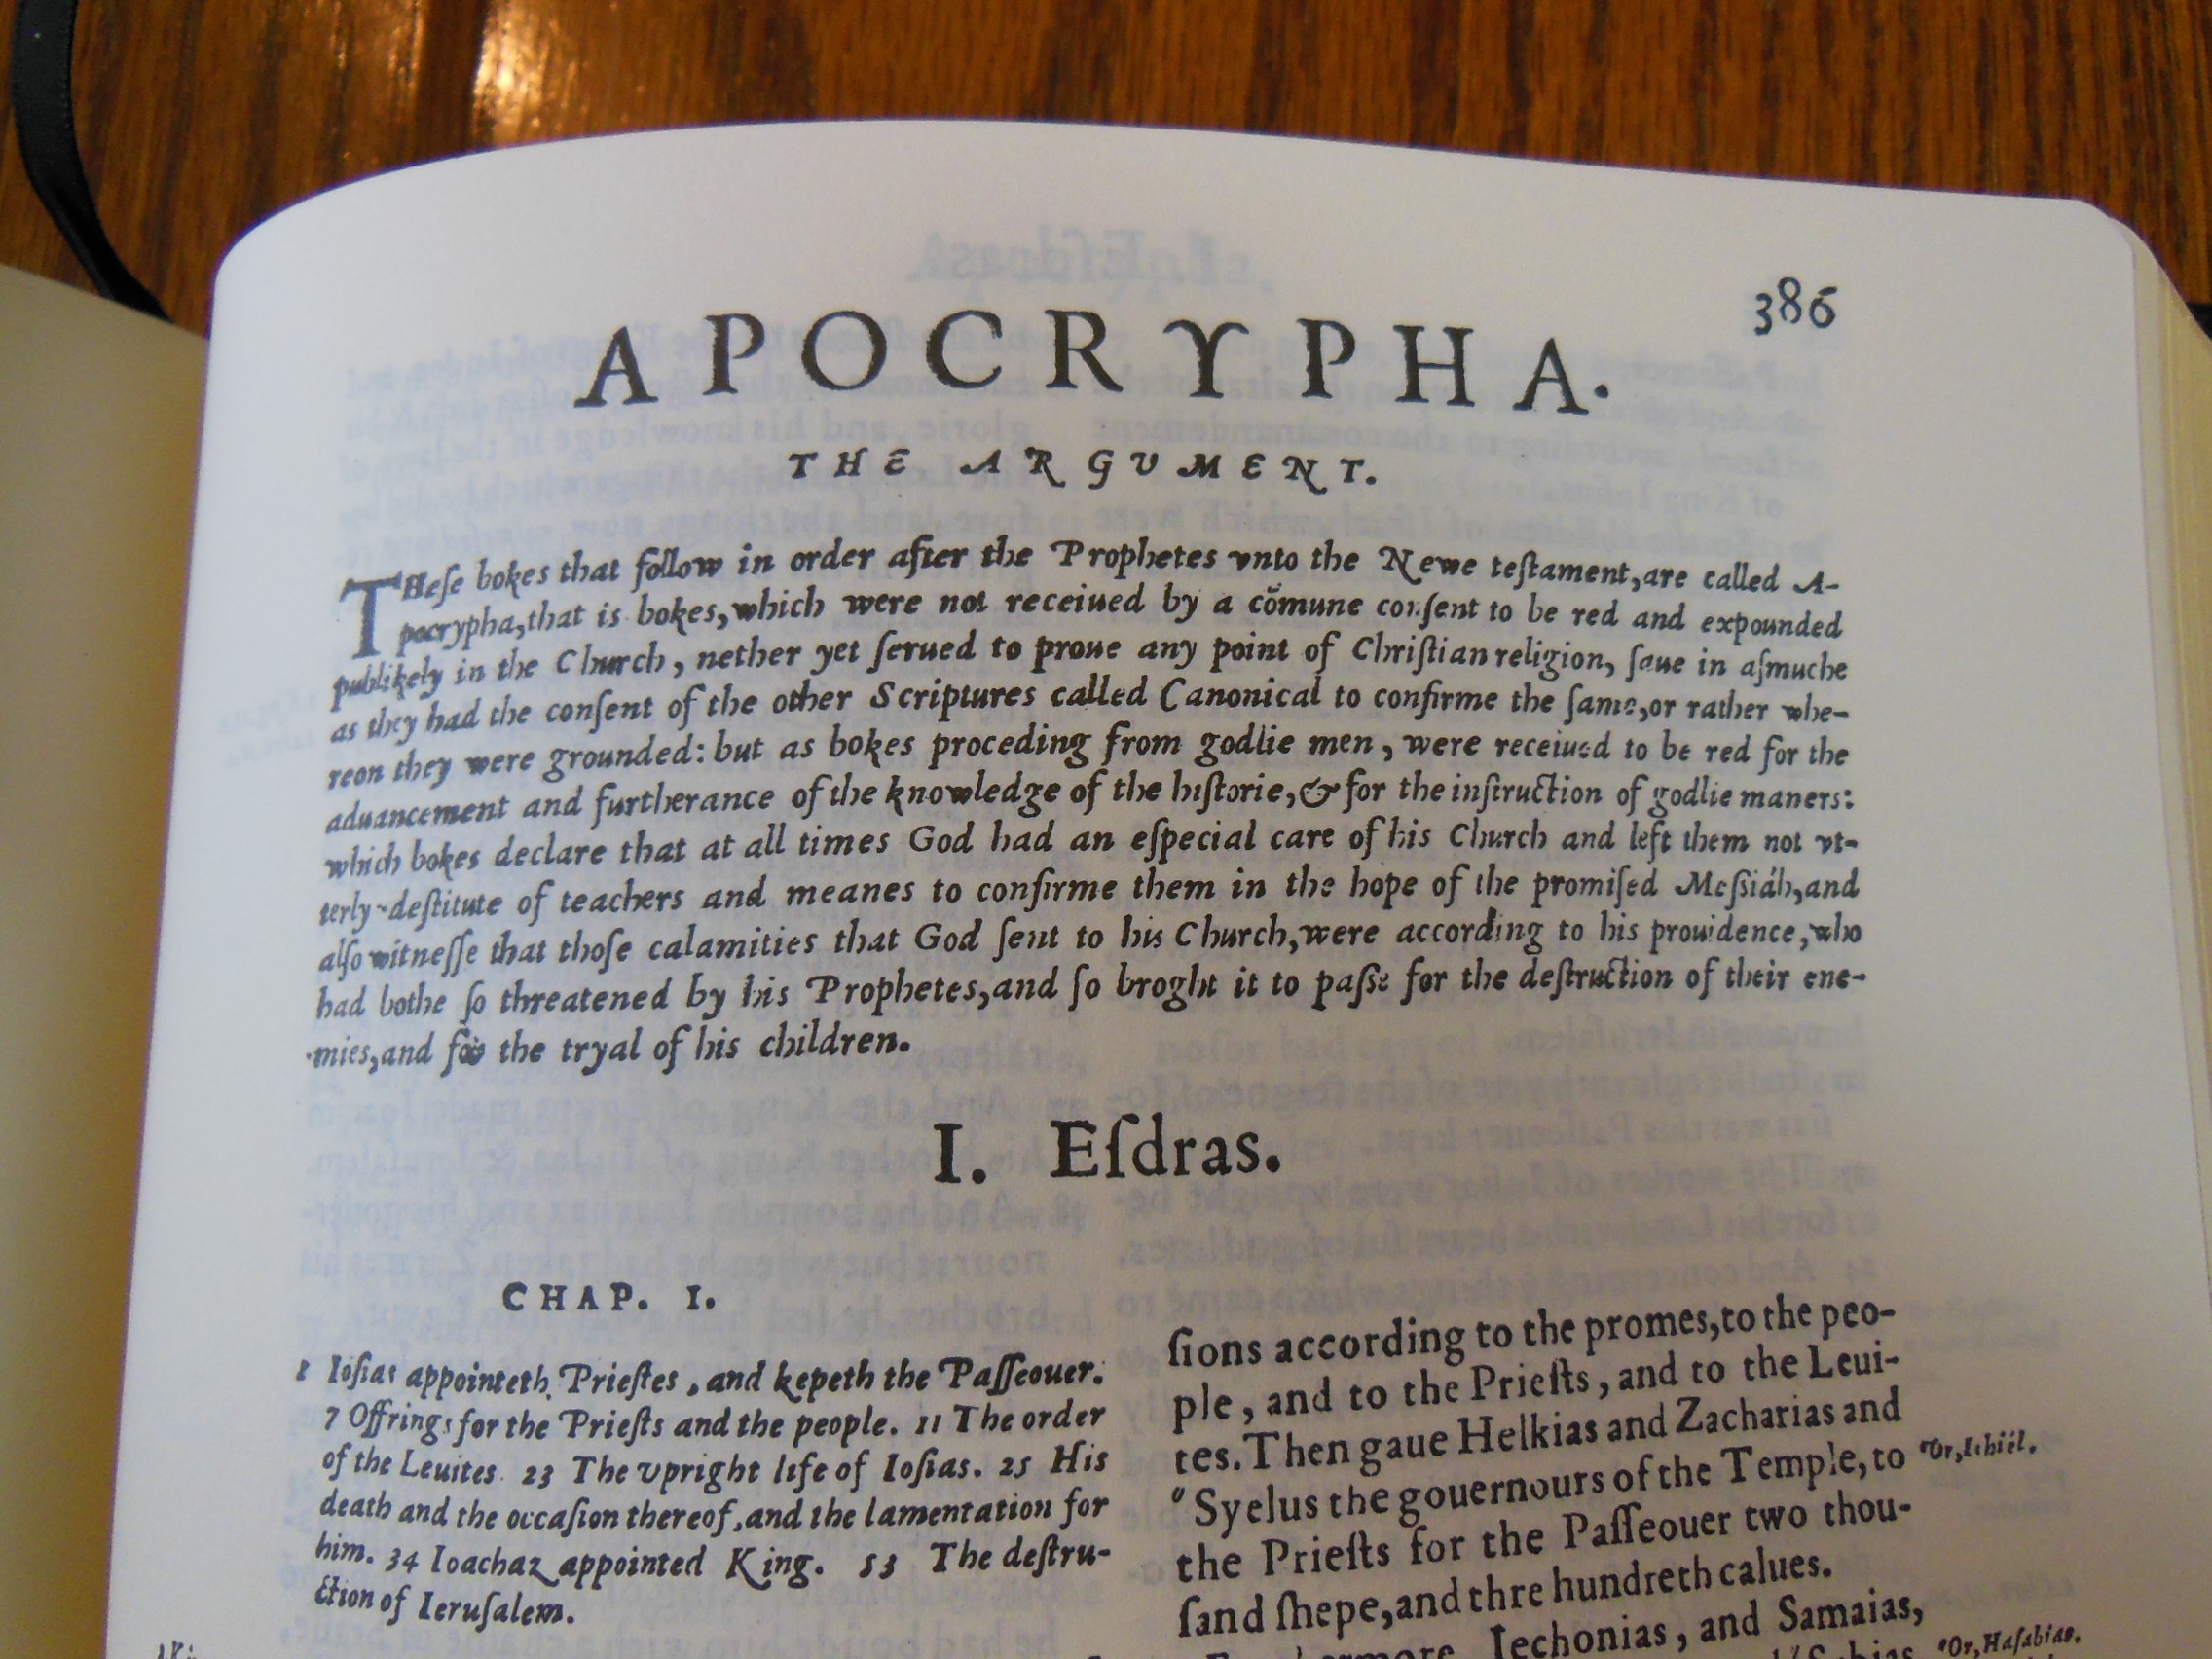 386
APOCRYPHA.
THE ARGVMENT.
THeſe bokes that follow in order after the Prophetes vnto the Newe teſtament,are called A-
pocrypha,that is bokes,which were not receiued by a cōmune conſent to be red and expounded
publikely in the Church, nether yet ſerued to proue any point of Chriſtian religion, ſaue in aſmuche
as they had the conſent of the other Scriptures called Canonical to confirme the ſame,or rather whe-
reon they were grounded: but as bokes proceding from godlie men, were receiued to be red for the
aduancement and furtherance of the knowledge of the hiſtorie,& for the inſtruction of godlie maners:
which bokes declare that at all times God had an eſpecial care of his Church and left them not vt-
terly deſtitute of teachers and meanes to confirme them in the hope of the promiſed Meſsiáh,and
alſo witneſſe that thoſe calamities that God ſent to his Church,were according to his prouidence,who
had bothe ſo threatened by his Prophetes,and ſo broght it to paſſe for the deſtruction of their ene-
mies,and for the tryal of his children.
I. Eſdras.
CHAP. I.
1 Ioſias appointeth Prieſtes, and kepeth the Paſſeouer.
7 Offrings for the Prieſts and the people. 11 The order
of the Leuites. 23 The vpright life of Ioſias. 25 His
death and the occaſion thereof,and the lamentation for
him. 34 Ioachaz appointed King. 53 The deſtru-
ction of Ieruſalem.
ſions according to the promes,to the peo-
ple, and to the Prieſts, and to the Leui-
tes. Then gaue Helkias and Zacharias and
"Syelus the gouernours of the Temple,to
the Prieſts for the Paſſeouer two thou-
ſand ſhepe,and thre hundreth calues.
Iechonias, and Samaias,
"Or,Iehiél.
"Or,Haſabias.